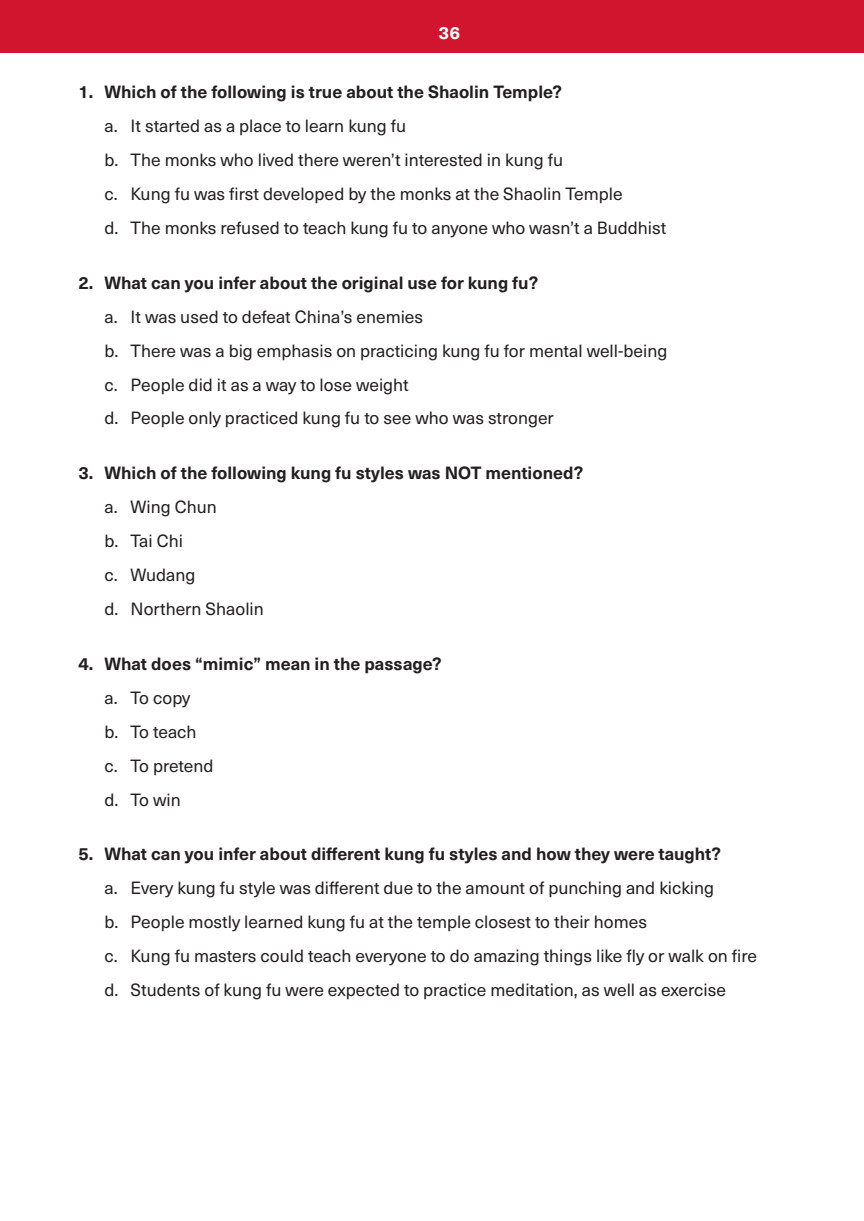 36
1. Which of the following is true about the Shaolin Temple?
a. It started as a place to learn kung fu
b. The monks who lived there weren't interested in kung fu
c. Kung fu was first developed by the monks at the Shaolin Temple
d. The monks refused to teach kung fu to anyone who wasn’t a Buddhist
2. What can you infer about the original use for kung fu?
a. It was used to defeat China’s enemies
b. There was a big emphasis on practicing kung fu for mental well-being
c. People did it as a way to lose weight
d. People only practiced kung fu to see who was stronger
3. Which of the following kung fu styles was NOT mentioned?
a. Wing Chun
b. Tai Chi
c. Wudang
d. Northern Shaolin
4. What does “mimic” mean in the passage?
a. To copy
b. To teach
c. To pretend
d. To win
5. What can you infer about different kung fu styles and how they were taught?
a. Every kung fu style was different due to the amount of punching and kicking
b. People mostly learned kung fu at the temple closest to their homes
c. Kung fu masters could teach everyone to do amazing things like fly or walk on fire
d. Students of kung fu were expected to practice meditation, as well as exercise